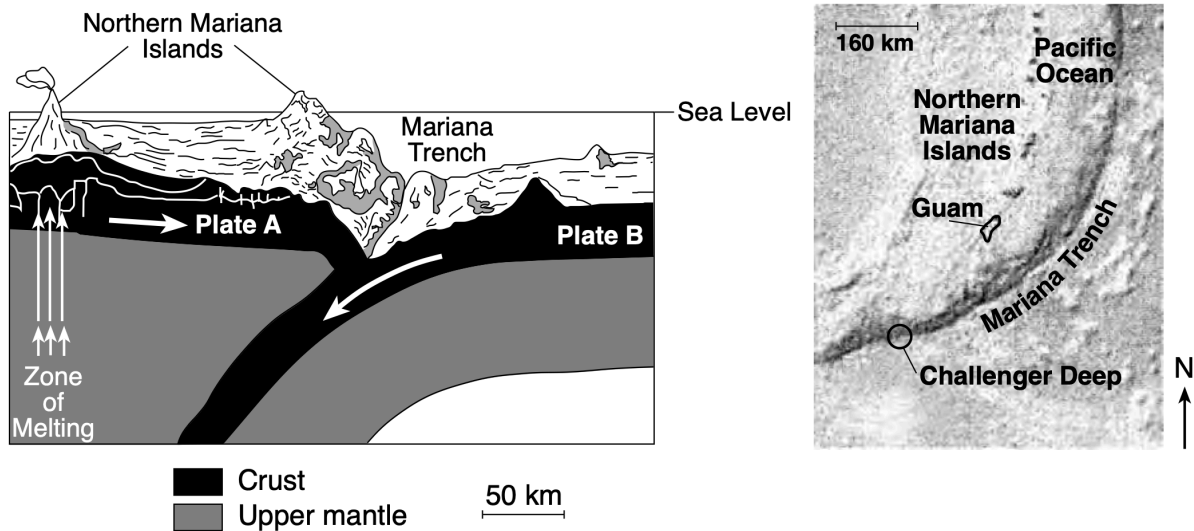 Northern Mariana
Islands
Sea Level
Mariana
Trench
Plate A
Plate B
Zone
of
Melting
Crust
Upper mantle
50 km
160 km
Pacific
Ocean
Northern
Mariana
Islands
Guam
Mariana Trench
Challenger Deep
N